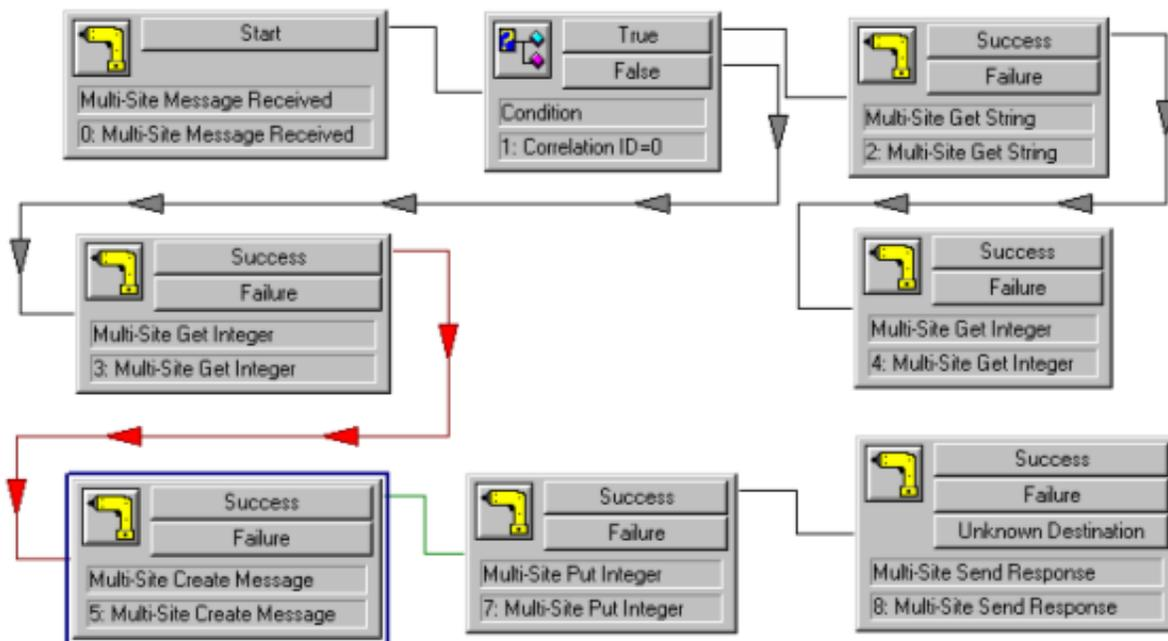 Start
Multi-Site Message Received
0: Multi-Site Message Received
True
False
Condition
1: Correlation ID=0
Success
Failure
Multi-Site Get String
2: Multi-Site Get String
Success
Failure
Multi-Site Get Integer
3: Multi-Site Get Integer
Success
Failure
Multi-Site Get Integer
4: Multi-Site Get Integer
Success
Failure
Multi-Site Create Message
5: Multi-Site Create Message
Success
Failure
Multi-Site Put Integer
7: Multi-Site Put Integer
Success
Failure
Unknown Destination
Multi-Site Send Response
8: Multi-Site Send Response